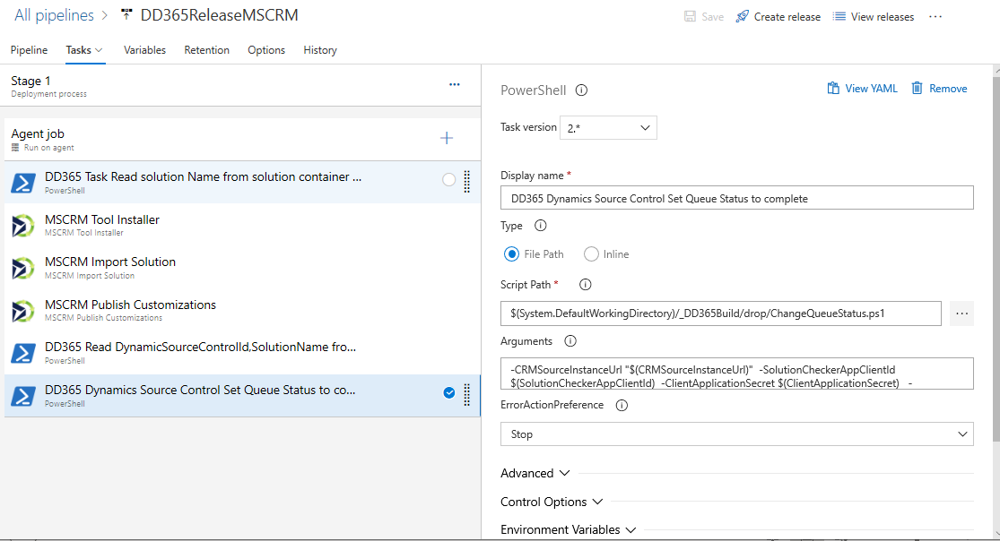 All pipelines > DD365ReleaseMSCRM
Save Create release View releases ...
Pipeline Tasks Variables Retention Options History
Stage 1
Deployment process
...
Agent job
Run on agent
+
DD365 Task Read solution Name from solution container ...
PowerShell
MSCRM Tool Installer
MSCRM Tool Installer
MSCRM Import Solution
MSCRM Import Solution
MSCRM Publish Customizations
MSCRM Publish Customizations
DD365 Read DynamicSourceControlId,SolutionName fro...
PowerShell
DD365 Dynamics Source Control Set Queue Status to co...
PowerShell
PowerShell
View YAML Remove
Task version 2.*
Display name *
DD365 Dynamics Source Control Set Queue Status to complete
Type
File Path Inline
Script Path *
$(System.DefaultWorkingDirectory)/_DD365Build/drop/ChangeQueueStatus.ps1
...
Arguments
-CRMSourceInstanceUrl "$(CRMSourceInstanceUrl)" -SolutionCheckerAppClientId
$(SolutionCheckerAppClientId) -ClientApplicationSecret $(ClientApplicationSecret) -
ErrorActionPreference
Stop
Advanced
Control Options
Environment Variables